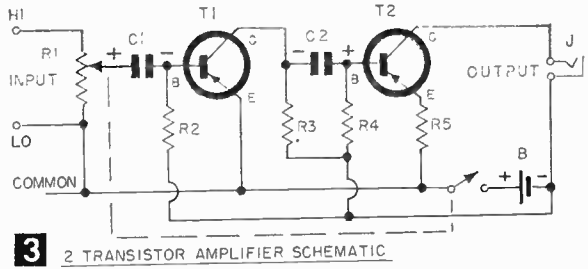 HI
T1
T2
C1
C2
R1
+
-
C
-
+
C
J
INPUT
B
B
OUTPUT
E
E
LO
R2
R3
R4
R5
B
+
-
COMMON
3 2 TRANSISTOR AMPLIFIER SCHEMATIC